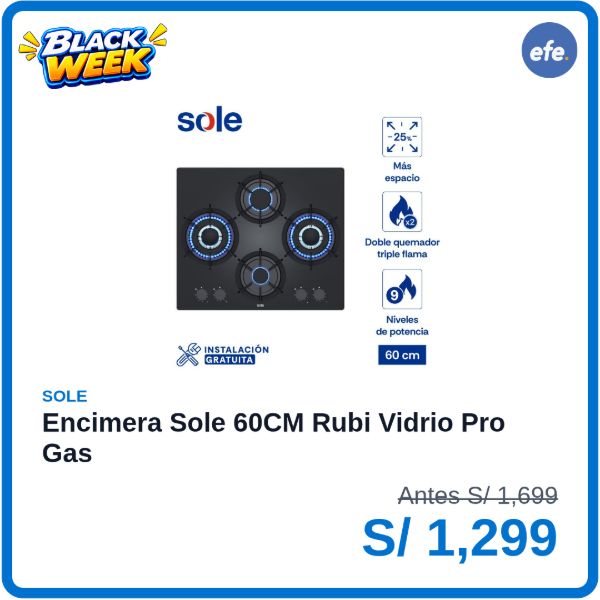 BLACK
WEEK
efe.
sole
25%
Más
espacio
x2
Doble quemador
triple flama
9
Niveles
de potencia
60 cm
INSTALACIÓN
GRATUITA
SOLE
Encimera Sole 60CM Rubi Vidrio Pro
Gas
Antes S/ 1,699
S/ 1,299